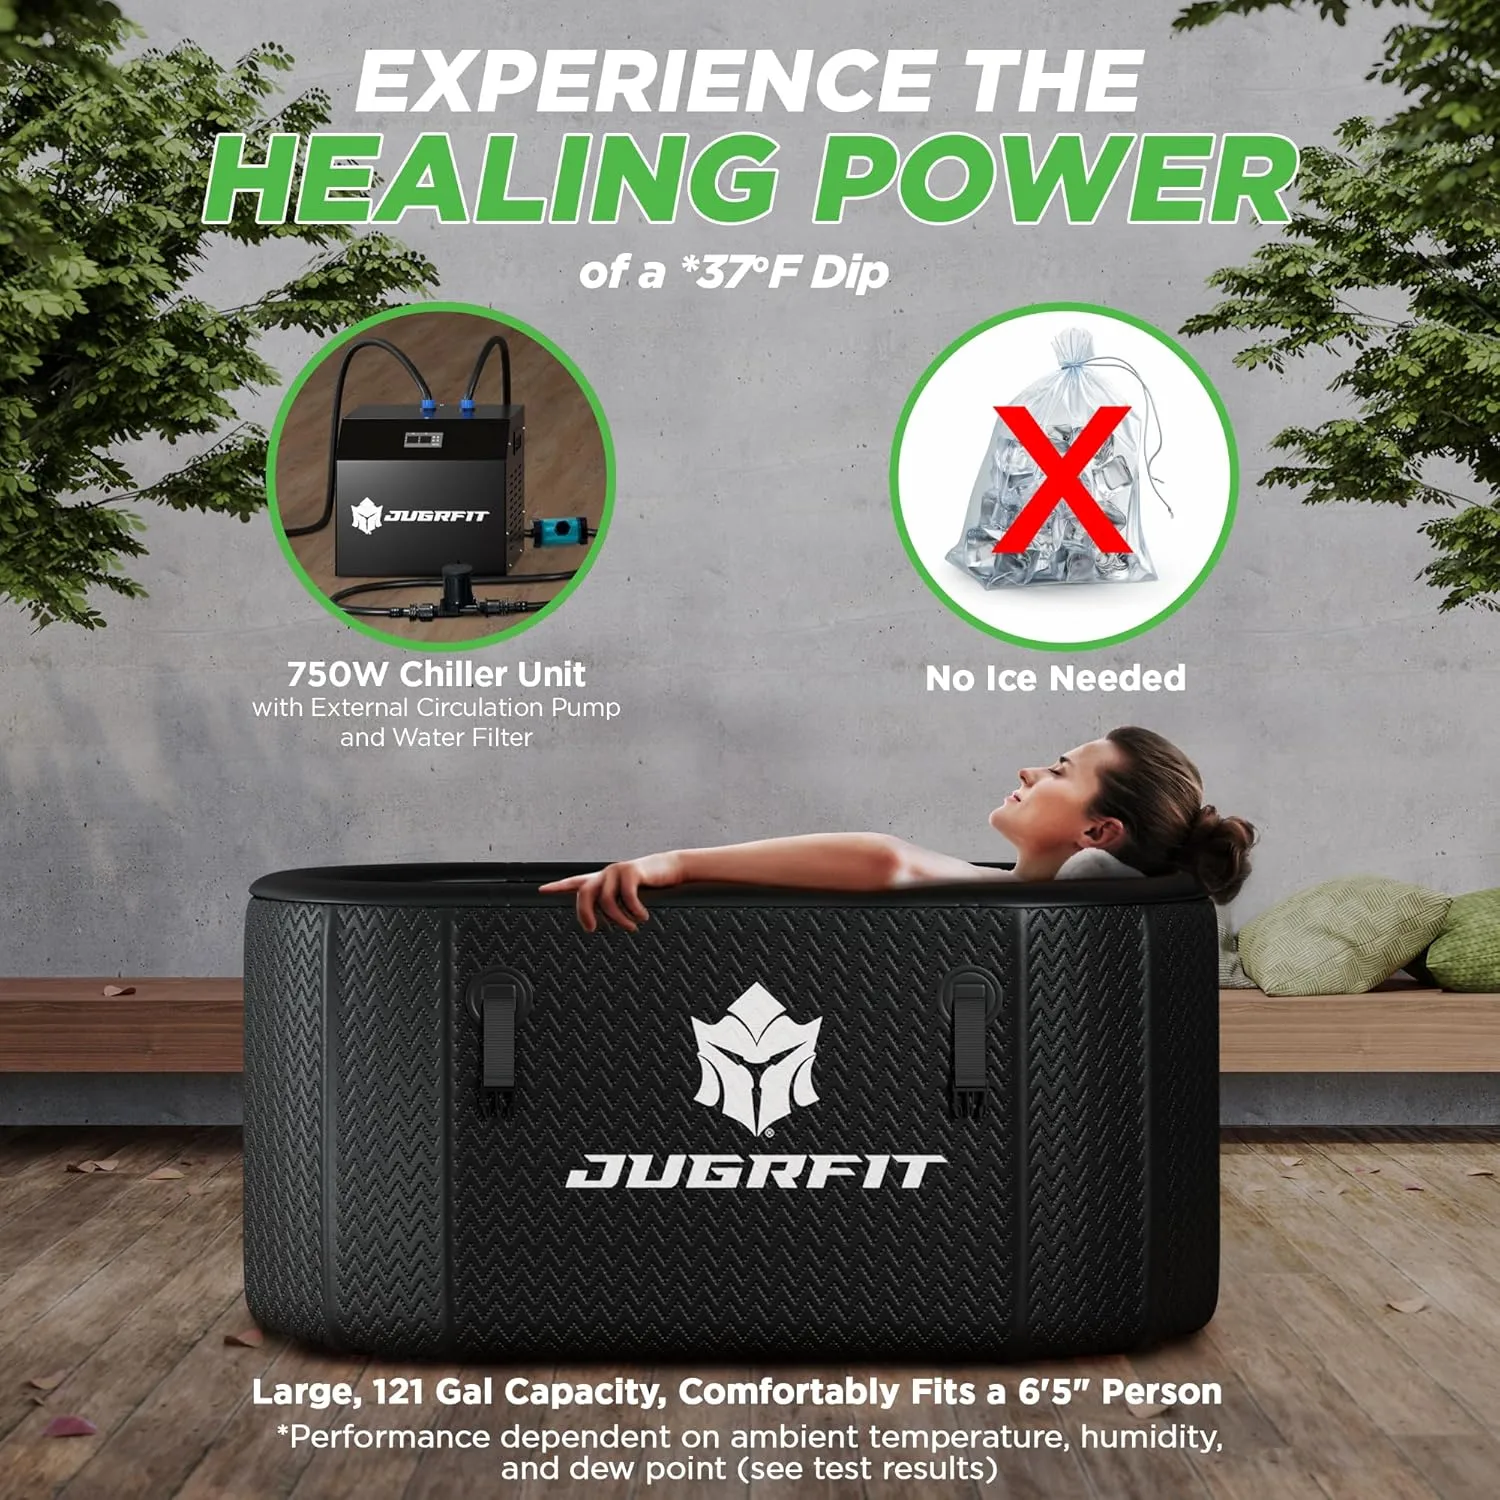 EXPERIENCE THE
HEALING POWER
of a *37°F Dip
JUGRFIT
750W Chiller Unit
with External Circulation Pump
and Water Filter
X
No Ice Needed
®
JUGRFIT
Large, 121 Gal Capacity, Comfortably Fits a 6'5" Person
*Performance dependent on ambient temperature, humidity,
and dew point (see test results)